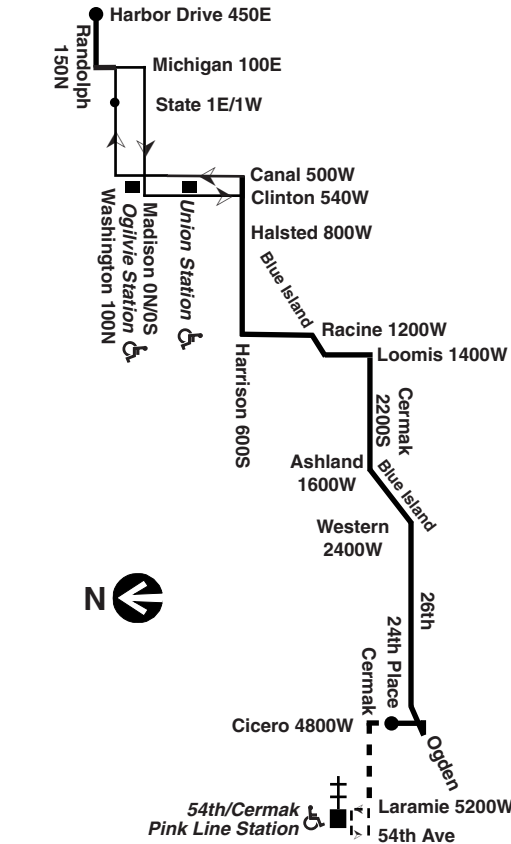 Harbor Drive 450E
Randolph
150N
Michigan 100E
State 1E/1W
Canal 500W
Clinton 540W
Halsted 800W
Washington 100N
Ogilvie Station
Madison 0N/0S
Union Station
Blue Island
Racine 1200W
Loomis 1400W
Harrison 600S
Cermak
2200S
Ashland
1600W
Blue Island
Western
2400W
N
26th
24th Place
Cermak
Cicero 4800W
Ogden
54th/Cermak
Pink Line Station
Laramie 5200W
54th Ave